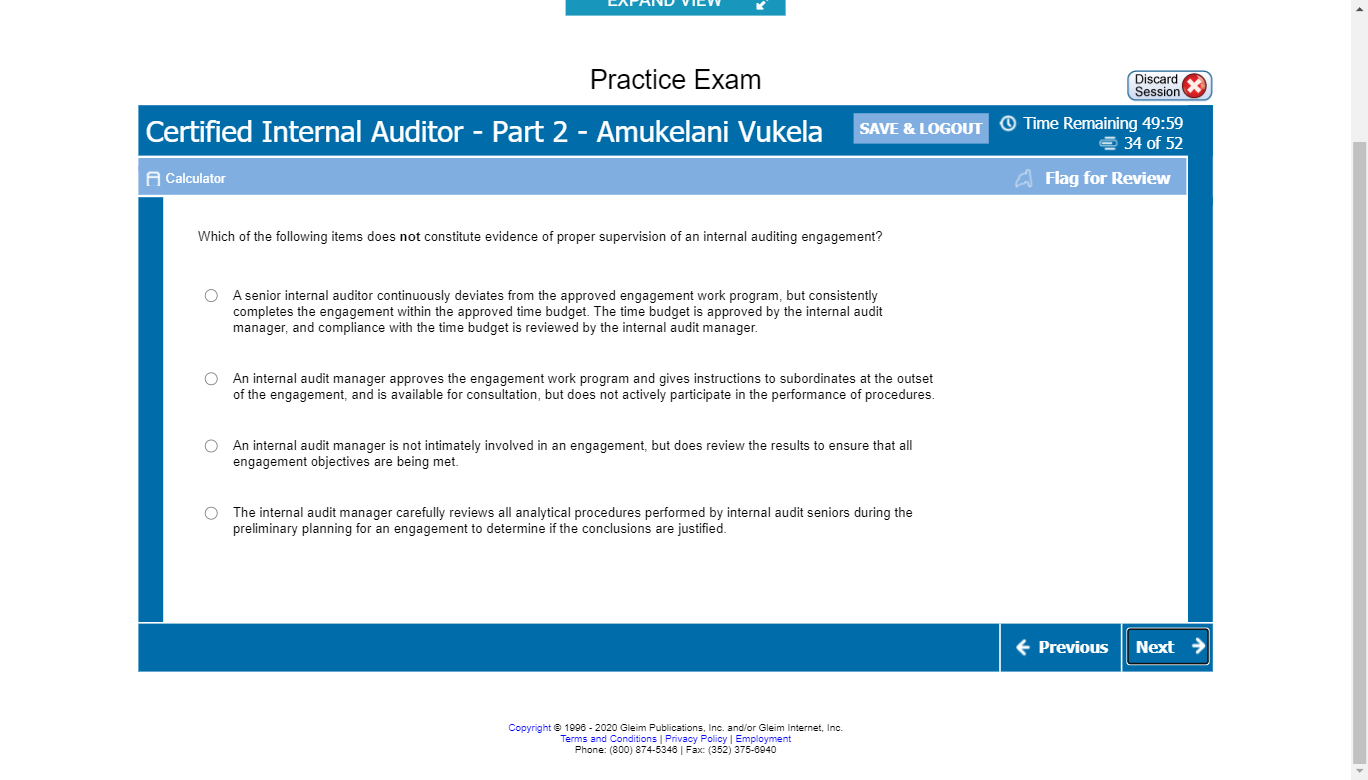 EXPAND VIEW
Practice Exam
Discard
Session
Certified Internal Auditor - Part 2 - Amukelani Vukela
SAVE & LOGOUT
Time Remaining 49:59
34 of 52
Calculator
Flag for Review
Which of the following items does not constitute evidence of proper supervision of an internal auditing engagement?
A senior internal auditor continuously deviates from the approved engagement work program, but consistently
completes the engagement within the approved time budget. The time budget is approved by the internal audit
manager, and compliance with the time budget is reviewed by the internal audit manager.
An internal audit manager approves the engagement work program and gives instructions to subordinates at the outset
of the engagement, and is available for consultation, but does not actively participate in the performance of procedures.
An internal audit manager is not intimately involved in an engagement, but does review the results to ensure that all
engagement objectives are being met.
The internal audit manager carefully reviews all analytical procedures performed by internal audit seniors during the
preliminary planning for an engagement to determine if the conclusions are justified.
Previous
Next
Copyright © 1996 - 2020 Gleim Publications, Inc. and/or Gleim Internet, Inc.
Terms and Conditions | Privacy Policy | Employment
Phone: (800) 874-5346 | Fax: (352) 375-6940